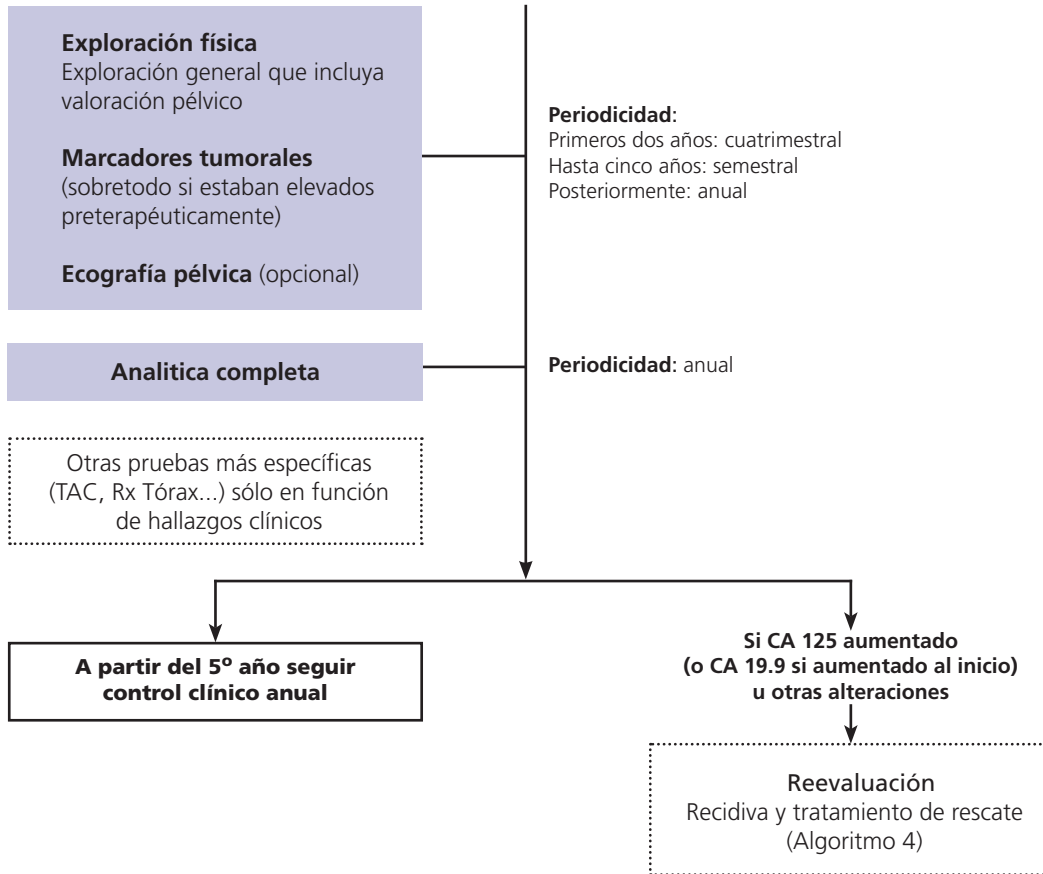 Exploración física
Exploración general que incluya
valoración pélvico
Marcadores tumorales
(sobretodo si estaban elevados
preterapéuticamente)
Ecografía pélvica (opcional)
Periodicidad:
Primeros dos años: cuatrimestral
Hasta cinco años: semestral
Posteriormente: anual
Analitica completa
Periodicidad: anual
Otras pruebas más específicas
(TAC, Rx Tórax...) sólo en función
de hallazgos clínicos
A partir del 5º año seguir
control clínico anual
Si CA 125 aumentado
(o CA 19.9 si aumentado al inicio)
u otras alteraciones
Reevaluación
Recidiva y tratamiento de rescate
(Algoritmo 4)